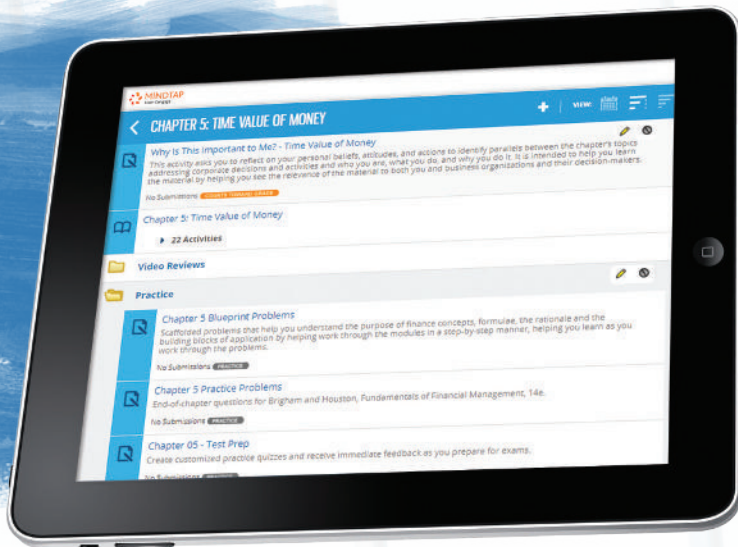 MINDTAP
CHAPTER 5: TIME VALUE OF MONEY
VIEW:
Why Is This Important to Me? - Time Value of Money
This activity asks you to reflect on your personal beliefs, attitudes, and actions to identify parallels between the chapter's topics
addressing corporate decisions and activities and who you are, what you do, and why you do it. It is intended to help you learn
the material by helping you see the relevance of the material to both you and business organizations and their decision-makers.
No Submissions COUNTS TOWARD GRADE
Chapter 5: Time Value of Money
22 Activities
Video Reviews
Practice
Chapter 5 Blueprint Problems
Scaffolded problems that help you understand the purpose of finance concepts, formulae, the rationale and the
building blocks of application by helping work through the modules in a step-by-step manner, helping you learn as you
work through the problems.
No Submissions PRACTICE
Chapter 5 Practice Problems
End-of-chapter questions for Brigham and Houston, Fundamentals of Financial Management, 14e.
No Submissions PRACTICE
Chapter 05 - Test Prep
Create customized practice quizzes and receive immediate feedback as you prepare for exams.
No Submissions PRACTICE